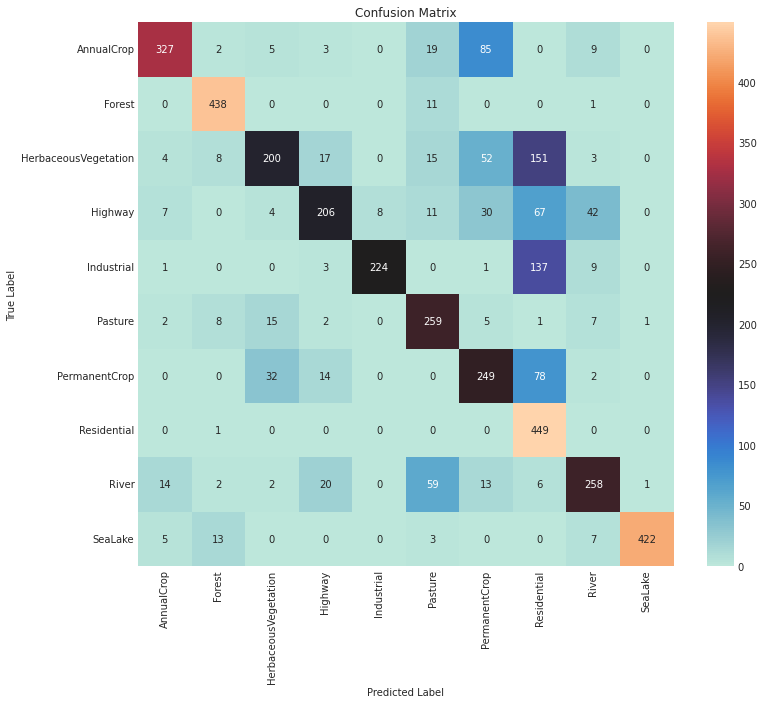 Confusion Matrix
AnnualCrop 327 2 5 3 0 19 85 0 9 0
Forest 0 438 0 0 0 11 0 0 1 0
HerbaceousVegetation 4 8 200 17 0 15 52 151 3 0
Highway 7 0 4 206 8 11 30 67 42 0
Industrial 1 0 0 3 224 0 1 137 9 0
Pasture 2 8 15 2 0 259 5 1 7 1
PermanentCrop 0 0 32 14 0 0 249 78 2 0
Residential 0 1 0 0 0 0 0 449 0 0
River 14 2 2 20 0 59 13 6 258 1
SeaLake 5 13 0 0 0 3 0 0 7 422
True Label
AnnualCrop
Forest
HerbaceousVegetation
Highway
Industrial
Pasture
PermanentCrop
Residential
River
SeaLake
Predicted Label
400
350
300
250
200
150
100
50
0